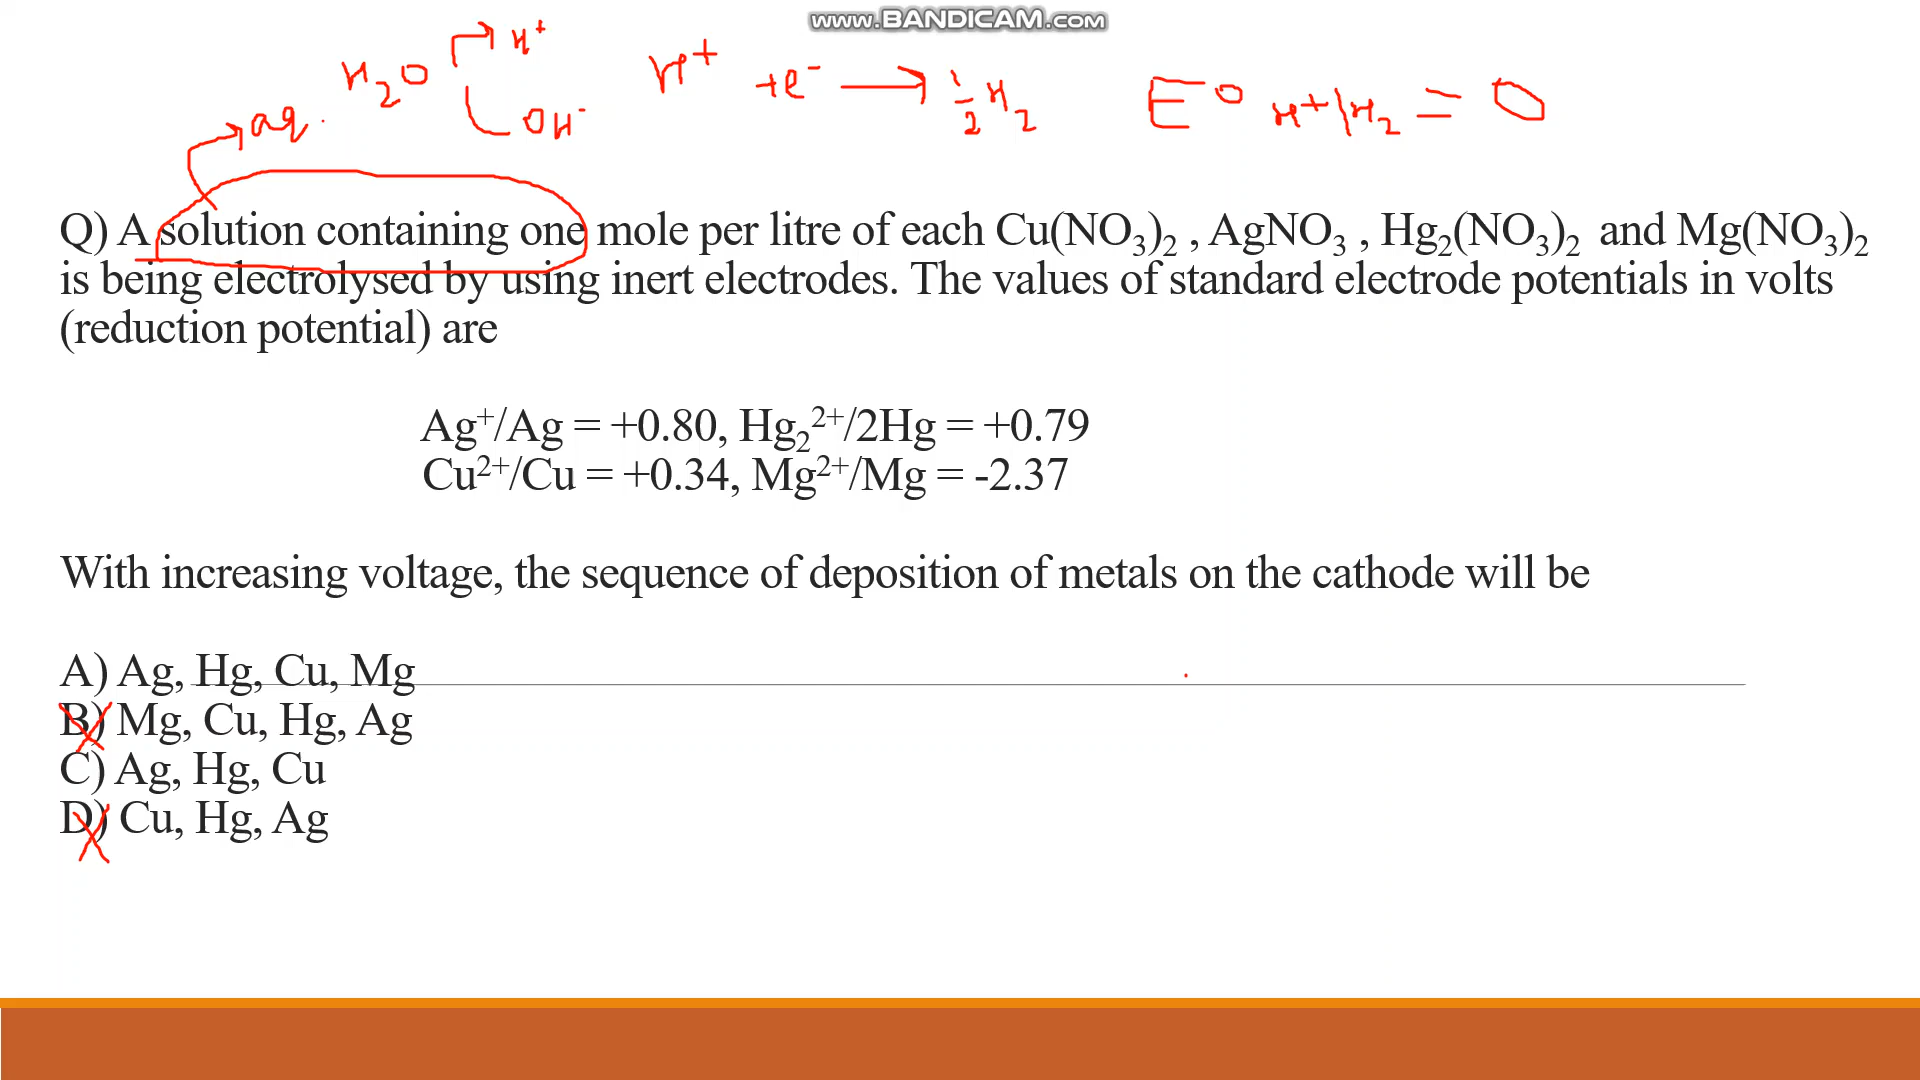 www.BANDICAM.com
H₂O → H⁺
OH⁻
H⁺ +e⁻ → ½ H₂
E⁰ H⁺/H₂ = 0
aq.
Q) A solution containing one mole per litre of each Cu(NO₃)₂ , AgNO₃ , Hg₂(NO₃)₂ and Mg(NO₃)₂
is being electrolysed by using inert electrodes. The values of standard electrode potentials in volts
(reduction potential) are
Ag⁺/Ag = +0.80, Hg₂²⁺/2Hg = +0.79
Cu²⁺/Cu = +0.34, Mg²⁺/Mg = -2.37
With increasing voltage, the sequence of deposition of metals on the cathode will be
A) Ag, Hg, Cu, Mg
B) Mg, Cu, Hg, Ag
C) Ag, Hg, Cu
D) Cu, Hg, Ag